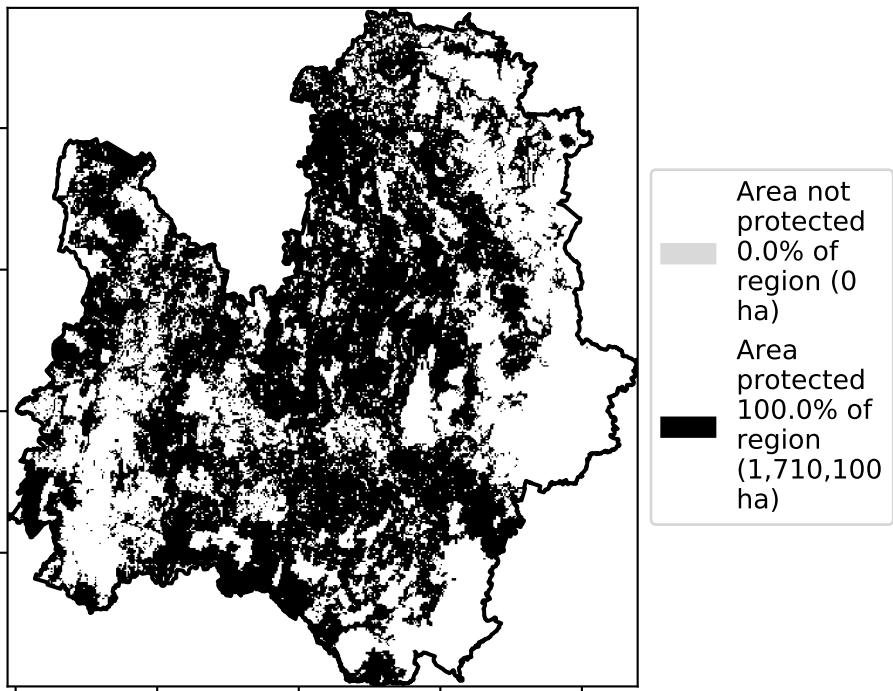 Area not
protected
0.0% of
region (0
ha)
Area
protected
100.0% of
region
(1,710,100
ha)